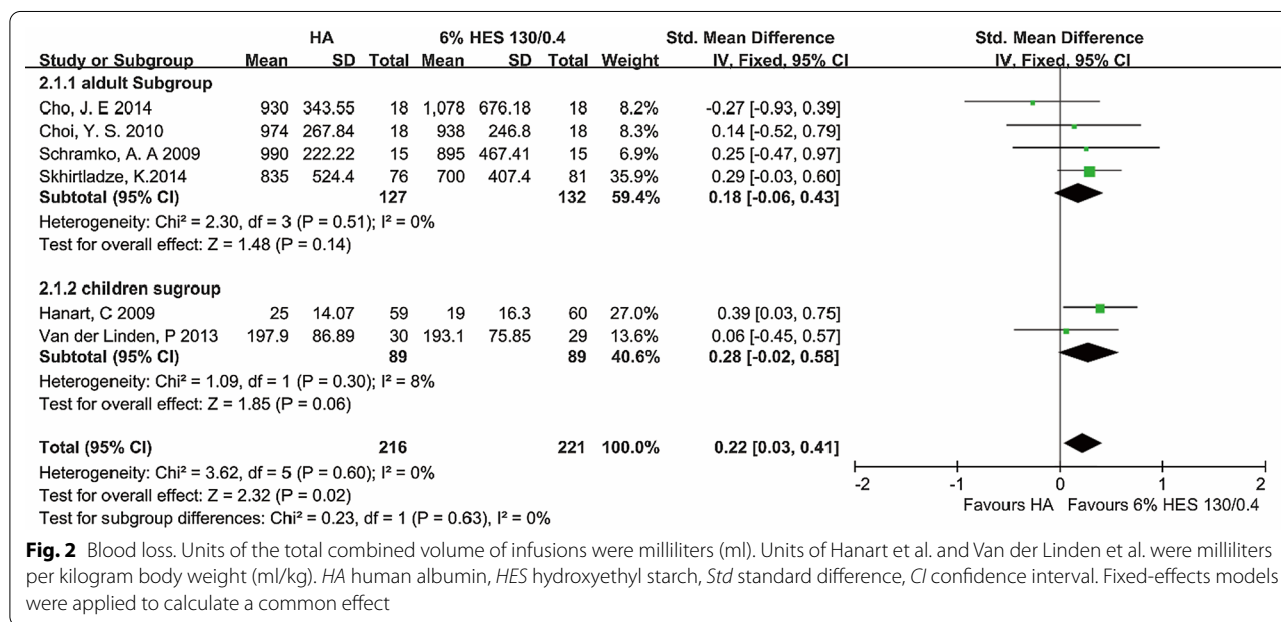 HA 6% HES 130/0.4 Std. Mean Difference Std. Mean Difference
Study or Subgroup Mean SD Total Mean SD Total Weight IV, Fixed, 95% CI IV, Fixed, 95% CI
2.1.1 aldult Subgroup
Cho, J. E 2014 930 343.55 18 1,078 676.18 18 8.2% -0.27 [-0.93, 0.39]
Choi, Y. S. 2010 974 267.84 18 938 246.8 18 8.3% 0.14 [-0.52, 0.79]
Schramko, A. A 2009 990 222.22 15 895 467.41 15 6.9% 0.25 [-0.47, 0.97]
Skhirtladze, K.2014 835 524.4 76 700 407.4 81 35.9% 0.29 [-0.03, 0.60]
Subtotal (95% CI) 127 132 59.4% 0.18 [-0.06, 0.43]
Heterogeneity: Chi² = 2.30, df = 3 (P = 0.51); I² = 0%
Test for overall effect: Z = 1.48 (P = 0.14)
2.1.2 children sugroup
Hanart, C 2009 25 14.07 59 19 16.3 60 27.0% 0.39 [0.03, 0.75]
Van der Linden, P 2013 197.9 86.89 30 193.1 75.85 29 13.6% 0.06 [-0.45, 0.57]
Subtotal (95% CI) 89 89 40.6% 0.28 [-0.02, 0.58]
Heterogeneity: Chi² = 1.09, df = 1 (P = 0.30); I² = 8%
Test for overall effect: Z = 1.85 (P = 0.06)
Total (95% CI) 216 221 100.0% 0.22 [0.03, 0.41]
Heterogeneity: Chi² = 3.62, df = 5 (P = 0.60); I² = 0%
Test for overall effect: Z = 2.32 (P = 0.02)
Test for subgroup differences: Chi² = 0.23, df = 1 (P = 0.63), I² = 0%
-2 -1 0 1 2
Favours HA Favours 6% HES 130/0.4
Fig. 2 Blood loss. Units of the total combined volume of infusions were milliliters (ml). Units of Hanart et al. and Van der Linden et al. were milliliters
per kilogram body weight (ml/kg). HA human albumin, HES hydroxyethyl starch, Std standard difference, CI confidence interval. Fixed-effects models
were applied to calculate a common effect